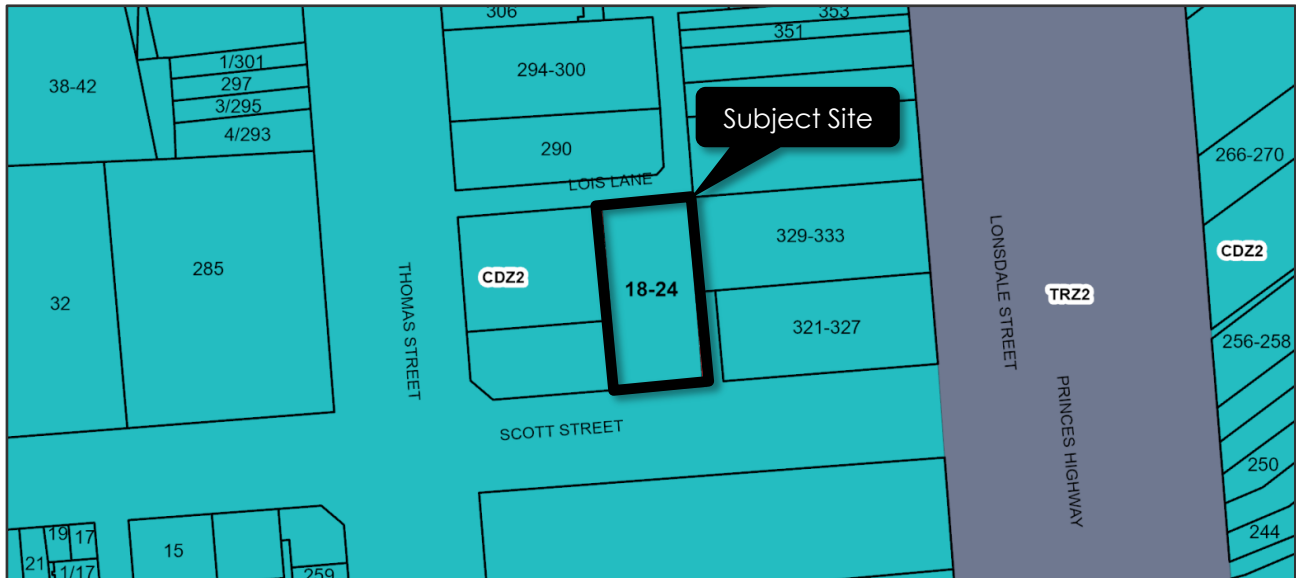 306
353
351
1/301
297
3/295
4/293
38-42
294-300
290
Subject Site
266-270
LOIS LANE
329-333
285
32
CDZ2
18-24
THOMAS STREET
LONSDALE STREET
TRZ2
CDZ2
321-327
256-258
SCOTT STREET
PRINCES HIGHWAY
250
244
19
17
15
21
1/17
259